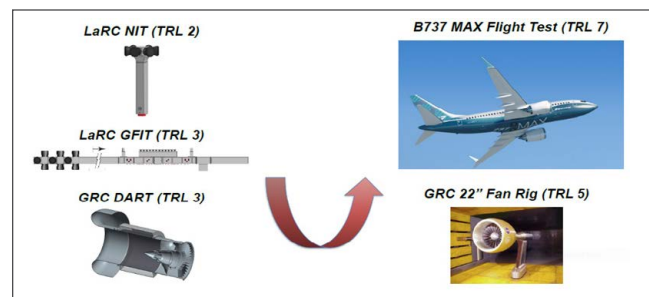 LaRC NIT (TRL 2)
LaRC GFIT (TRL 3)
GRC DART (TRL 3)
B737 MAX Flight Test (TRL 7)
MAX
GRC 22" Fan Rig (TRL 5)